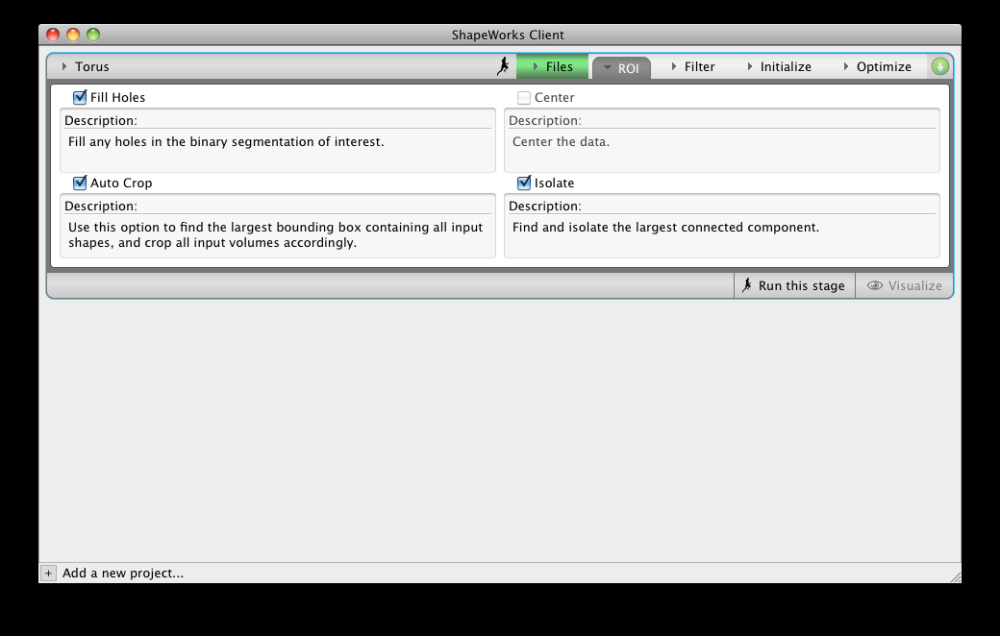 ShapeWorks Client
Torus
Files
ROI
Filter
Initialize
Optimize
Fill Holes
Center
Description:
Description:
Fill any holes in the binary segmentation of interest.
Center the data.
Auto Crop
Isolate
Description:
Description:
Use this option to find the largest bounding box containing all input
shapes, and crop all input volumes accordingly.
Find and isolate the largest connected component.
Run this stage
Visualize
+ Add a new project...